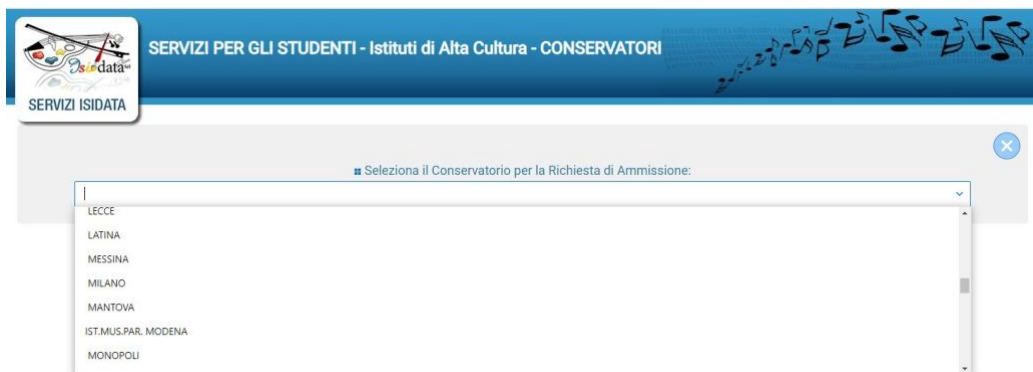 SERVIZI PER GLI STUDENTI - Istituti di Alta Cultura - CONSERVATORI
Isidata srl
SERVIZI ISIDATA
Seleziona il Conservatorio per la Richiesta di Ammissione:
LECCE
LATINA
MESSINA
MILANO
MANTOVA
IST.MUS.PAR. MODENA
MONOPOLI